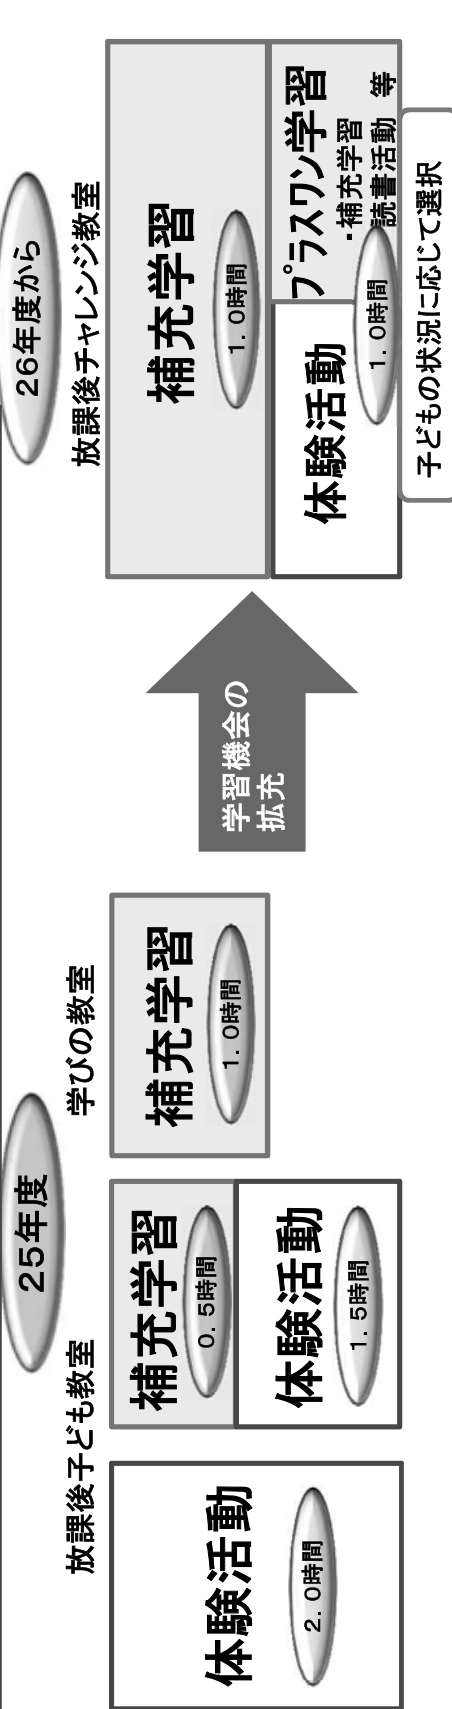 25年度
放課後子ども教室
体験活動
2.0時間
補充学習
0.5時間
体験活動
1.5時間
学びの教室
補充学習
1.0時間
学習機会の
拡充
26年度から
放課後チャレンジ教室
補充学習
1.0時間
体験活動
プラスワン学習
・補充学習
読書活動 等
1.0時間
子どもの状況に応じて選択